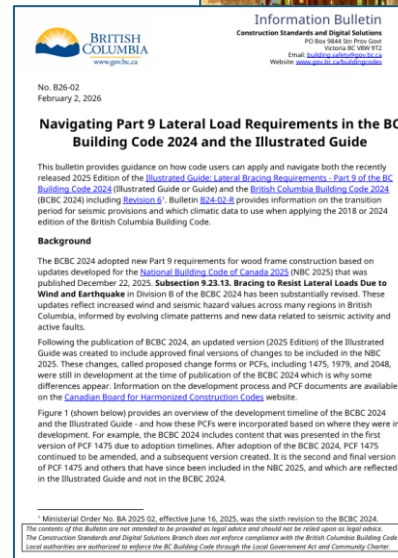 BRITISH
COLUMBIA
www.gov.bc.ca
Information Bulletin
Construction Standards and Digital Solutions
PO Box 9844 Stn Prov Govt
Victoria BC V8W 9T2
Email: building.safety@gov.bc.ca
Website: www.gov.bc.ca/buildingcodes
No. B26-02
February 2, 2026
Navigating Part 9 Lateral Load Requirements in the BC
Building Code 2024 and the Illustrated Guide
This bulletin provides guidance on how code users can apply and navigate both the recently
released 2025 Edition of the Illustrated Guide: Lateral Bracing Requirements - Part 9 of the BC
Building Code 2024 (Illustrated Guide or Guide) and the British Columbia Building Code 2024
(BCBC 2024) including Revision 6¹. Bulletin B24-02-R provides information on the transition
period for seismic provisions and which climatic data to use when applying the 2018 or 2024
edition of the British Columbia Building Code.
Background
The BCBC 2024 adopted new Part 9 requirements for wood frame construction based on
updates developed for the National Building Code of Canada 2025 (NBC 2025) that was
published December 22, 2025. Subsection 9.23.13. Bracing to Resist Lateral Loads Due to
Wind and Earthquake in Division B of the BCBC 2024 has been substantially revised. These
updates reflect increased wind and seismic hazard values across many regions in British
Columbia, informed by evolving climate patterns and new data related to seismic activity and
active faults.
Following the publication of BCBC 2024, an updated version (2025 Edition) of the Illustrated
Guide was created to include approved final versions of changes to be included in the NBC
2025. These changes, called proposed change forms or PCFs, including 1475, 1979, and 2048,
were still in development at the time of publication of the BCBC 2024 which is why some
differences appear. Information on the development process and PCF documents are available
on the Canadian Board for Harmonized Construction Codes website.
Figure 1 (shown below) provides an overview of the development timeline of the BCBC 2024
and the Illustrated Guide - and how these PCFs were incorporated based on where they were in
development. For example, the BCBC 2024 includes content that was presented in the first
version of PCF 1475 due to adoption timelines. After adoption of the BCBC 2024, PCF 1475
continued to be amended, and a subsequent version created. It is the second and final version
of PCF 1475 and others that have since been included in the NBC 2025, and which are reflected
in the Illustrated Guide and not in the BCBC 2024.
¹ Ministerial Order No. BA 2025 02, effective June 16, 2025, was the sixth revision to the BCBC 2024.
The contents of this Bulletin are not intended to be provided as legal advice and should not be relied upon as legal advice.
The Construction Standards and Digital Solutions Branch does not enforce compliance with the British Columbia Building Code.
Local authorities are authorized to enforce the BC Building Code through the Local Government Act and Community Charter.